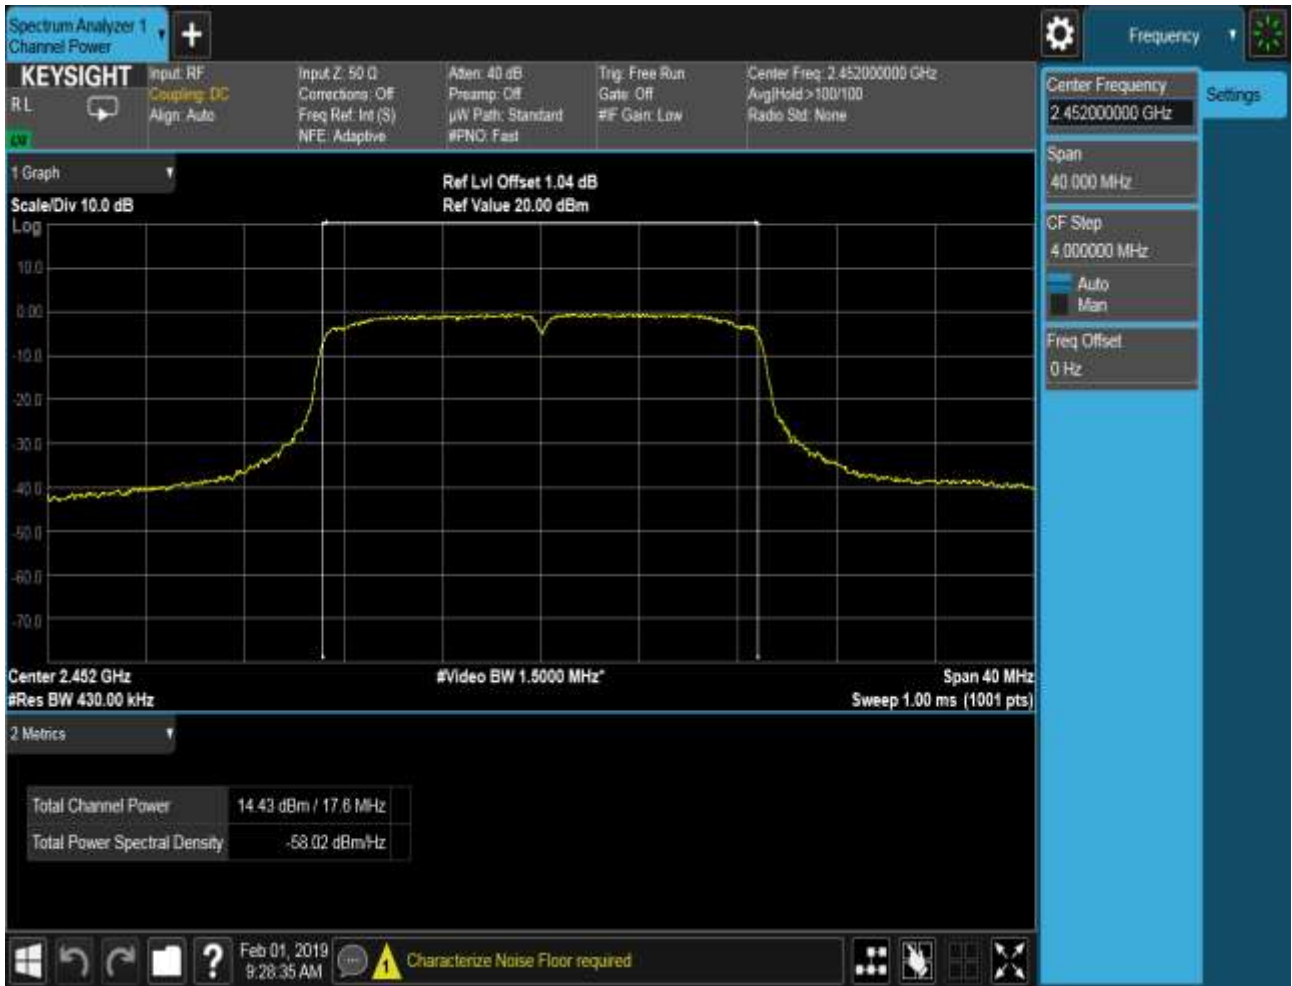 Spectrum Analyzer 1
Channel Power
+
Frequency
KEYSIGHT
RL
Input: RF
Coupling: DC
Align: Auto
Input Z: 50 Ω
Corrections: Off
Freq Ref: Int (S)
NFE: Adaptive
Atten: 40 dB
Preamp: Off
µW Path: Standard
#PNO: Fast
Trig: Free Run
Gate: Off
#IF Gain: Low
Center Freq: 2.452000000 GHz
Avg|Hold:>100/100
Radio Std: None
Center Frequency
2.452000000 GHz
Settings
Span
40.000 MHz
CF Step
4.000000 MHz
Auto
Man
Freq Offset
0 Hz
1 Graph
Scale/Div 10.0 dB
Ref Lvl Offset 1.04 dB
Ref Value 20.00 dBm
Log
10.0
0.00
-10.0
-20.0
-30.0
-40.0
-50.0
-60.0
-70.0
Center 2.452 GHz
#Video BW 1.5000 MHz*
Span 40 MHz
#Res BW 430.00 kHz
Sweep 1.00 ms (1001 pts)
2 Metrics
Total Channel Power 14.43 dBm / 17.6 MHz
Total Power Spectral Density -58.02 dBm/Hz
?
Feb 01, 2019
9:28:35 AM
1
Characterize Noise Floor required